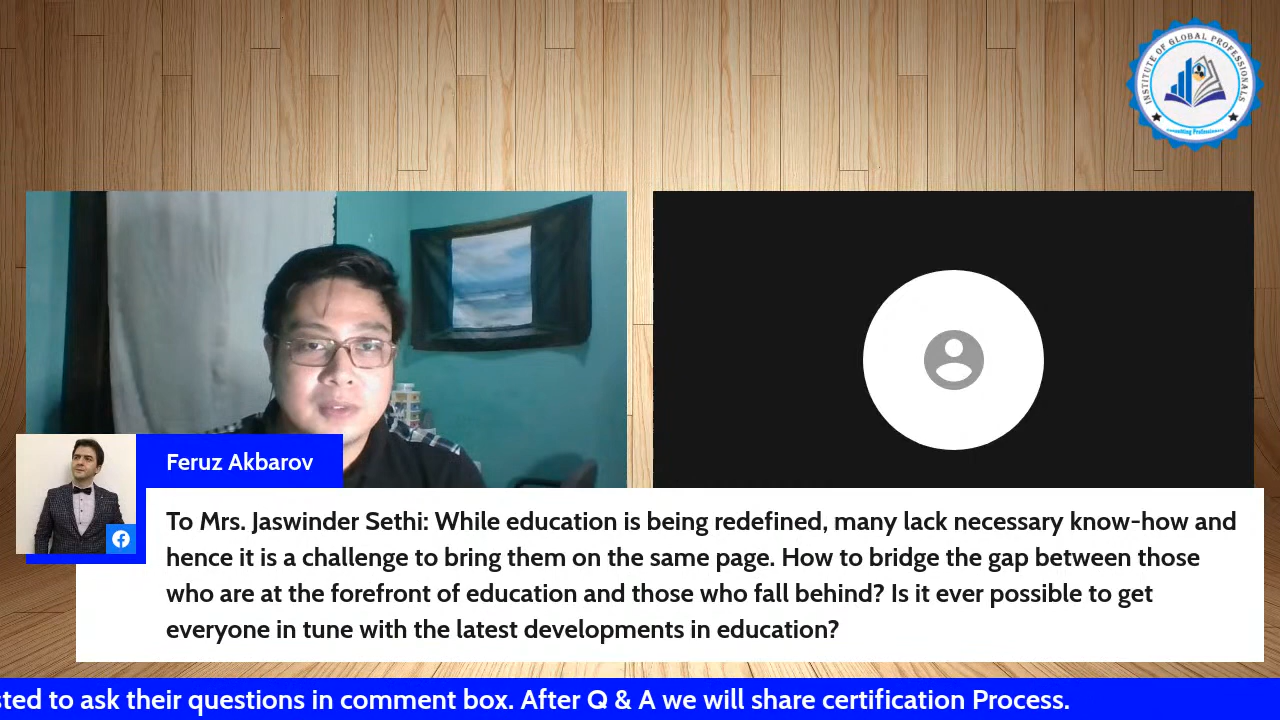 INSTITUTE OF GLOBAL PROFESSIONALS
Feruz Akbarov
To Mrs. Jaswinder Sethi: While education is being redefined, many lack necessary know-how and
hence it is a challenge to bring them on the same page. How to bridge the gap between those
who are at the forefront of education and those who fall behind? Is it ever possible to get
everyone in tune with the latest developments in education?
sted to ask their questions in comment box. After Q & A we will share certification Process.